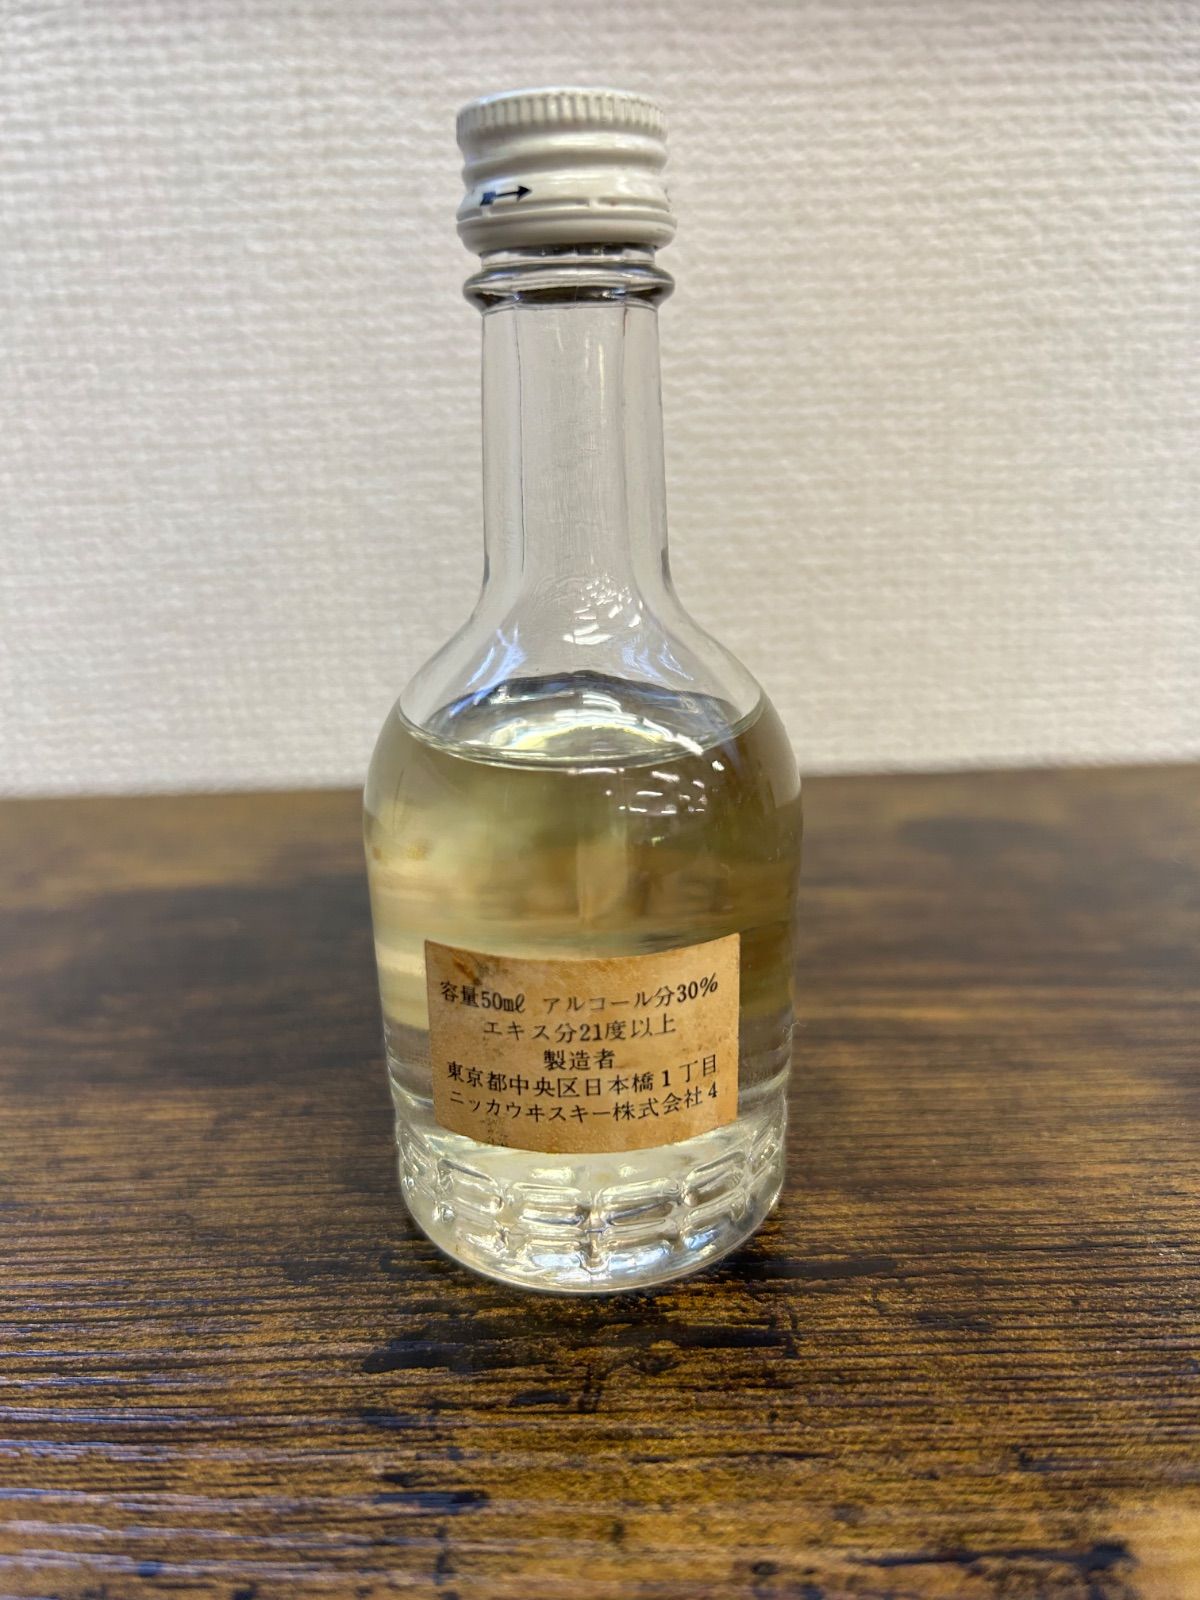 容量50mℓ アルコール分30%
エキス分21度以上
製造者
東京都中央区日本橋1丁目
ニッカウヰスキー株式会社4